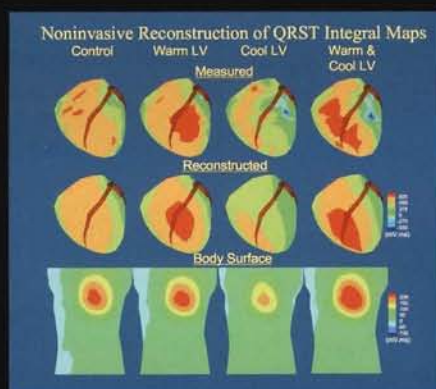 Noninvasive Reconstruction of QRST Integral Maps
Control Warm LV Cool LV Warm &
Cool LV
Measured
Reconstructed
Body Surface